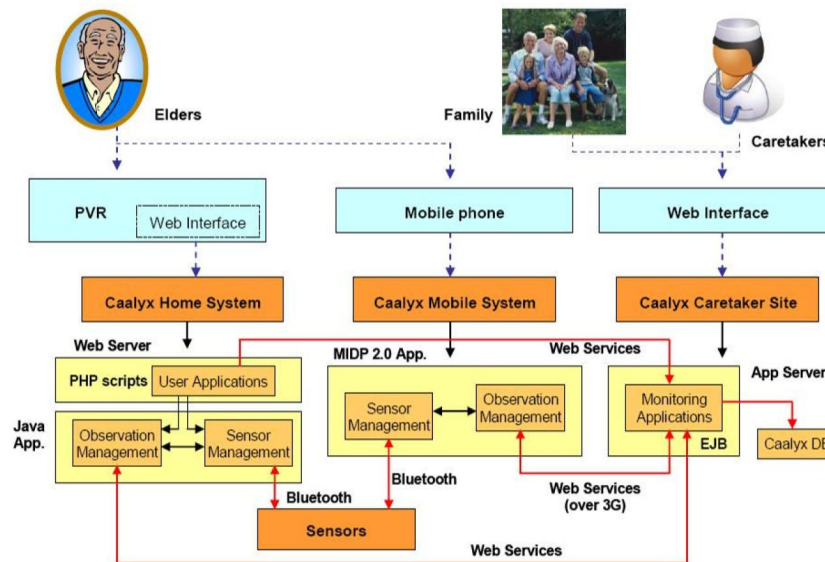 Elders
Family
Caretakers
PVR
Web Interface
Mobile phone
Web Interface
Caalyx Home System
Caalyx Mobile System
Caalyx Caretaker Site
Web Server
MIDP 2.0 App.
Web Services
PHP scripts
User Applications
App Server
Java
App.
Observation
Management
Sensor
Management
Sensor
Management
Observation
Management
Monitoring
Applications
EJB
Caalyx DB
Bluetooth
Bluetooth
Web Services
(over 3G)
Sensors
Web Services